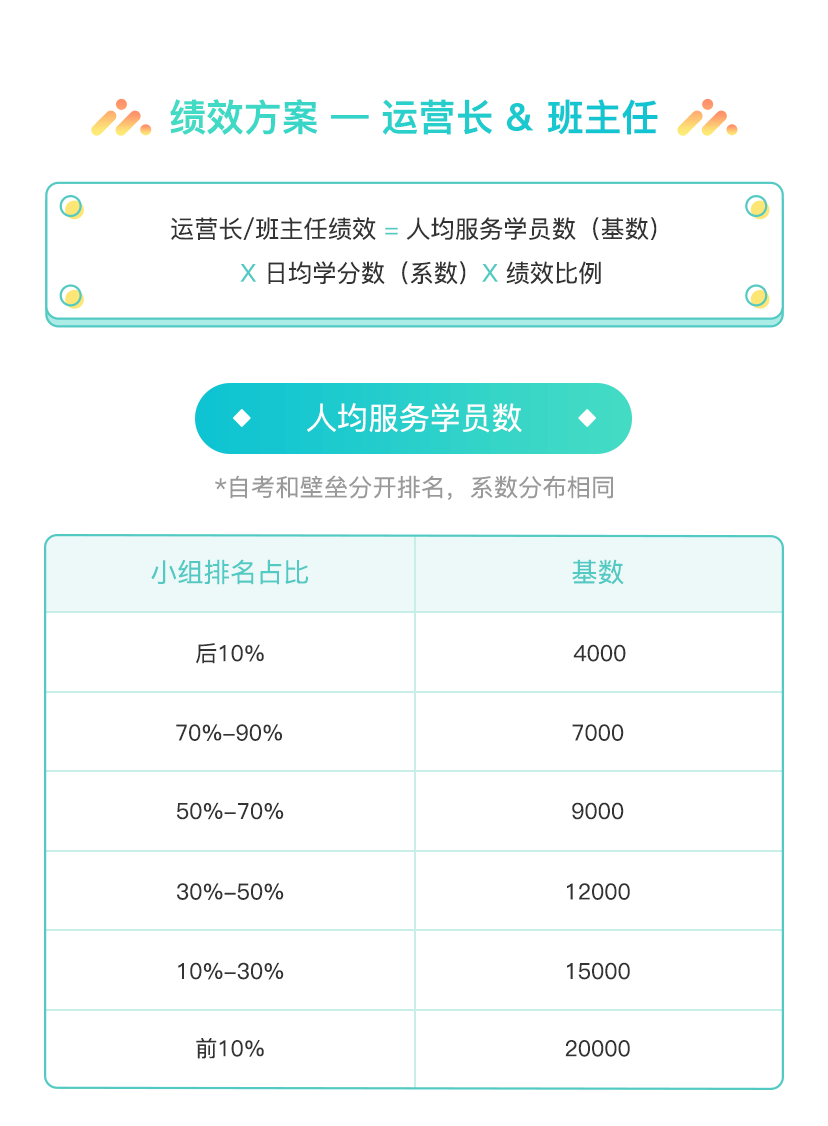 绩效方案 — 运营长 & 班主任
运营长/班主任绩效 = 人均服务学员数（基数）
X 日均学分数（系数）X 绩效比例
人均服务学员数
*自考和壁垒分开排名，系数分布相同
小组排名占比 基数
后10% 4000
70%–90% 7000
50%–70% 9000
30%–50% 12000
10%–30% 15000
前10% 20000